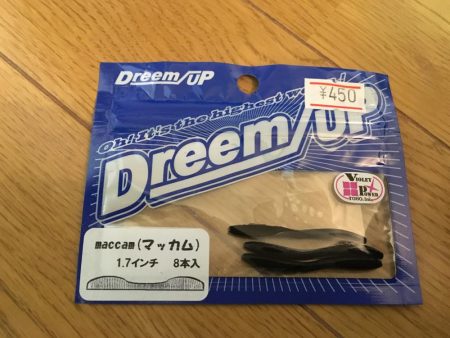 Dreem/UP
¥450
Oh! It's the highest
Dreem/UP
VIOLET
POWER
maccam(マッカム)
1.7インチ 8本入